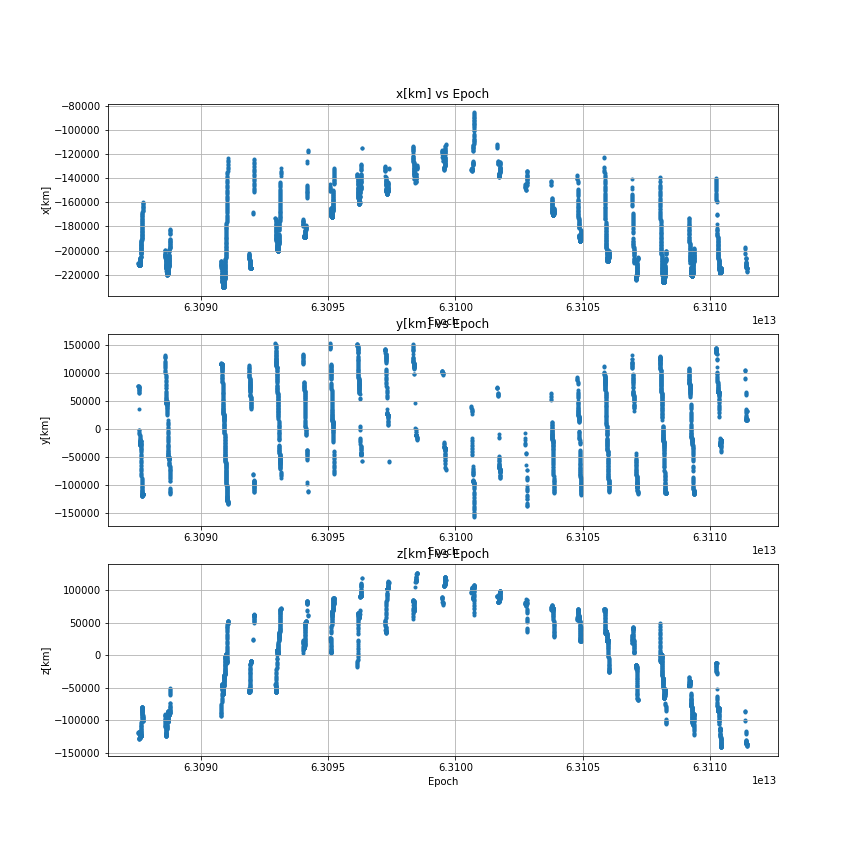 x[km] vs Epoch
−80000
−100000
−120000
−140000
−160000
−180000
−200000
−220000
x[km]
6.3090 6.3095 6.3100 6.3105 6.3110
Epoch
1e13
y[km] vs Epoch
150000
100000
50000
0
−50000
−100000
−150000
y[km]
6.3090 6.3095 6.3100 6.3105 6.3110
Epoch
1e13
z[km] vs Epoch
100000
50000
0
−50000
−100000
−150000
z[km]
6.3090 6.3095 6.3100 6.3105 6.3110
Epoch
1e13